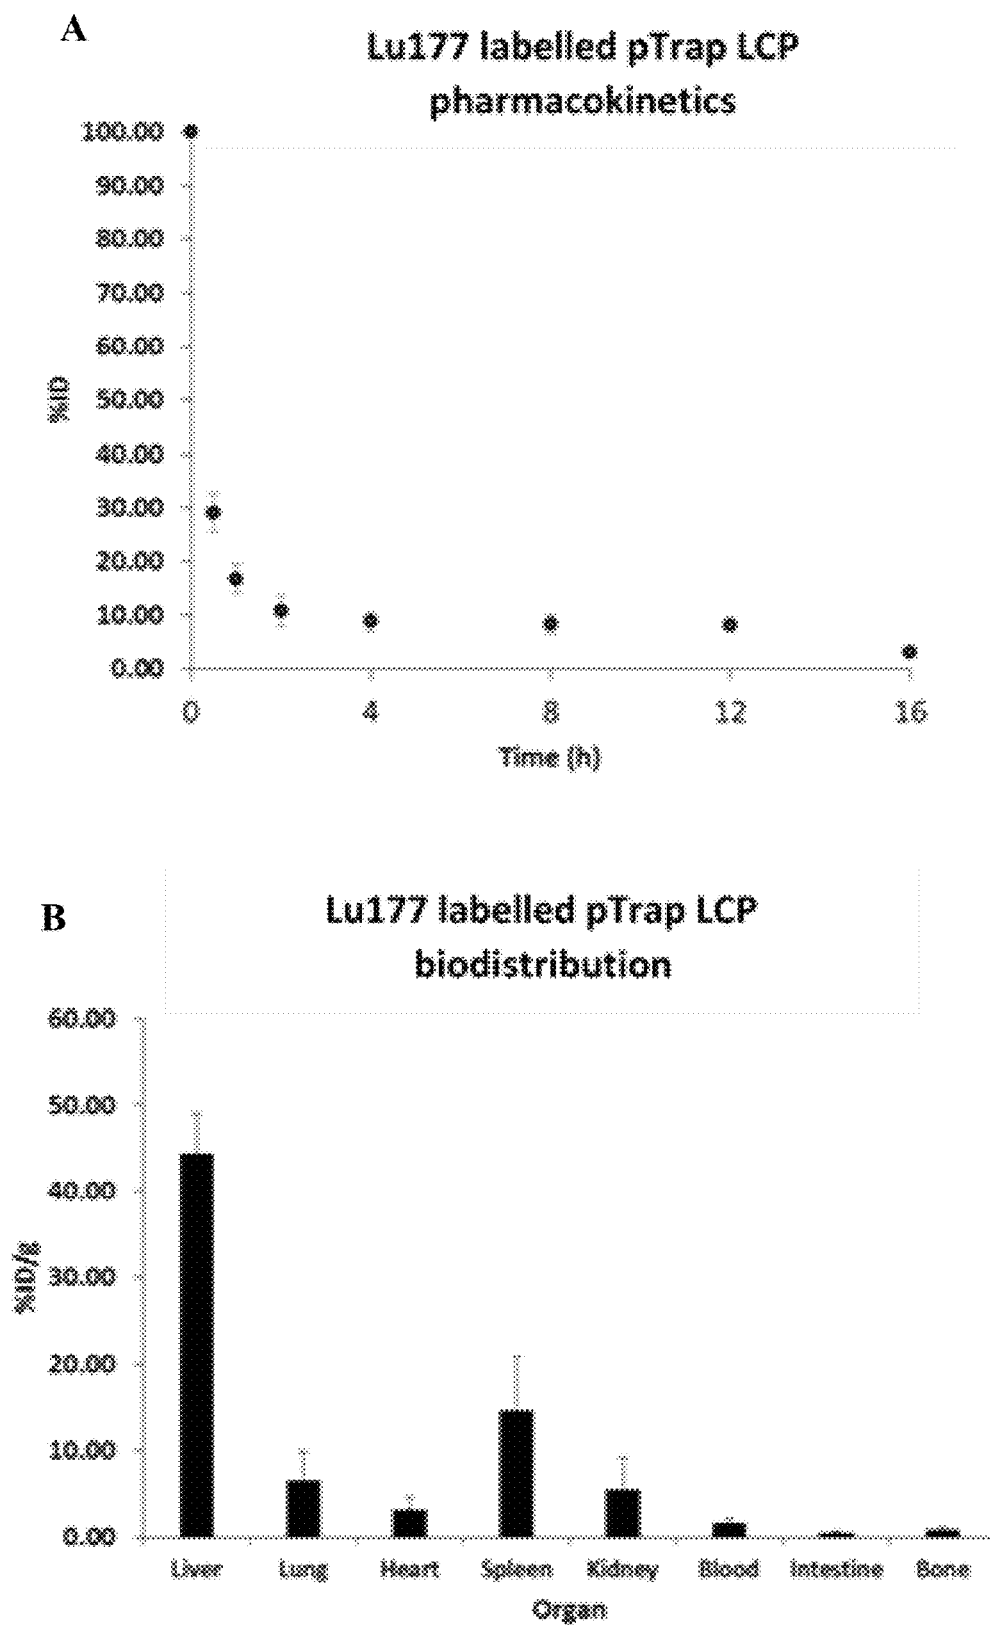 A
Lu177 labelled pTrap LCP
pharmacokinetics
100.00
90.00
80.00
70.00
60.00
50.00
40.00
30.00
20.00
10.00
0.00
%ID
0 4 8 12 16
Time (h)
B
Lu177 labelled pTrap LCP
biodistribution
60.00
50.00
40.00
30.00
20.00
10.00
0.00
%ID/g
Liver Lung Heart Spleen Kidney Blood Intestine Bone
Organ